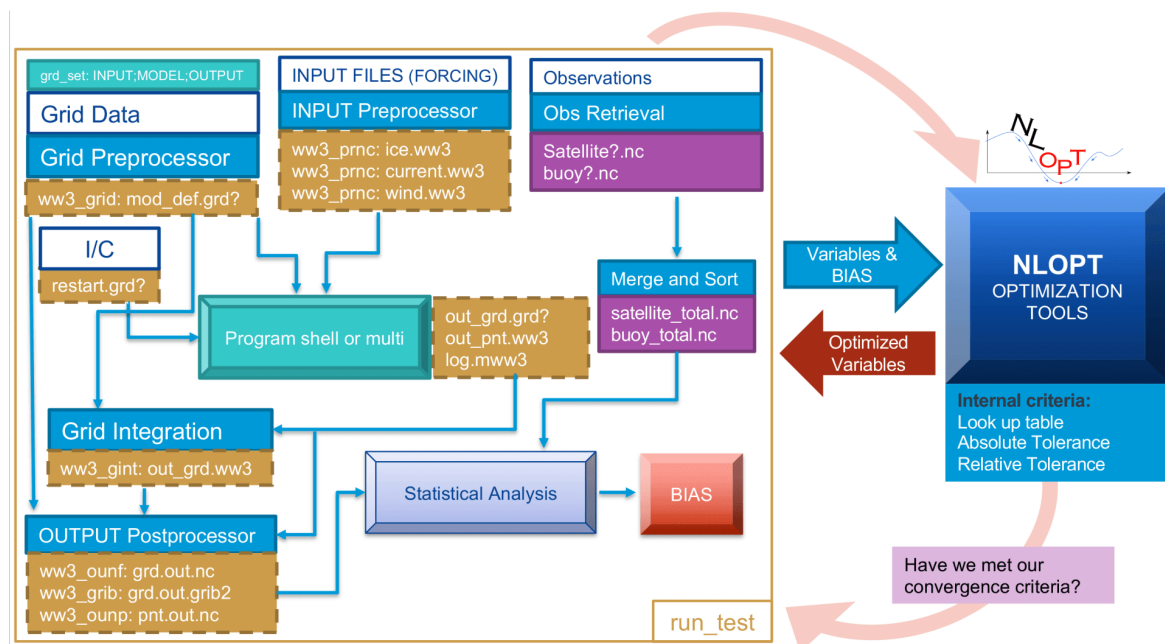 grd_set: INPUT;MODEL;OUTPUT
Grid Data
Grid Preprocessor
ww3_grid: mod_def.grd?
I/C
restart.grd?
INPUT FILES (FORCING)
INPUT Preprocessor
ww3_prnc: ice.ww3
ww3_prnc: current.ww3
ww3_prnc: wind.ww3
Observations
Obs Retrieval
Satellite?.nc
buoy?.nc
Merge and Sort
satellite_total.nc
buoy_total.nc
Program shell or multi
out_grd.grd?
out_pnt.ww3
log.mww3
Grid Integration
ww3_gint: out_grd.ww3
OUTPUT Postprocessor
ww3_ounf: grd.out.nc
ww3_grib: grd.out.grib2
ww3_ounp: pnt.out.nc
Statistical Analysis
BIAS
run_test
Variables &
BIAS
Optimized
Variables
NLOPT
NLOPT
OPTIMIZATION
TOOLS
Internal criteria:
Look up table
Absolute Tolerance
Relative Tolerance
Have we met our
convergence criteria?